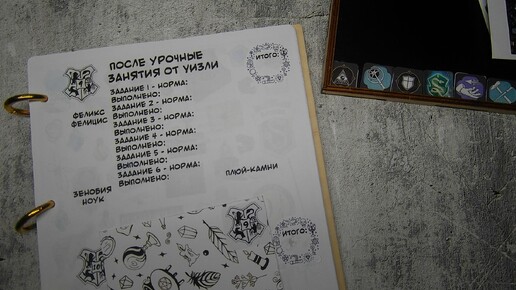 ПОСЛЕ УРОЧНЫЕ
ЗАНЯТИЯ ОТ УИЗЛИ
ИТОГО:
ЗАДАНИЕ 1 - НОРМА:
ВЫПОЛНЕНО:
ФЕЛИКС
ФЕЛИЦИС
ЗАДАНИЕ 2 - НОРМА:
ВЫПОЛНЕНО:
ЗАДАНИЕ 3 - НОРМА:
ВЫПОЛНЕНО:
ЗАДАНИЕ 4 - НОРМА:
ВЫПОЛНЕНО:
ЗАДАНИЕ 5 - НОРМА:
ВЫПОЛНЕНО:
ЗАДАНИЕ 6 - НОРМА:
ВЫПОЛНЕНО:
ЗЕНОБИЯ
НОУК
ПЛЮЙ-КАМНИ
ИТОГО: